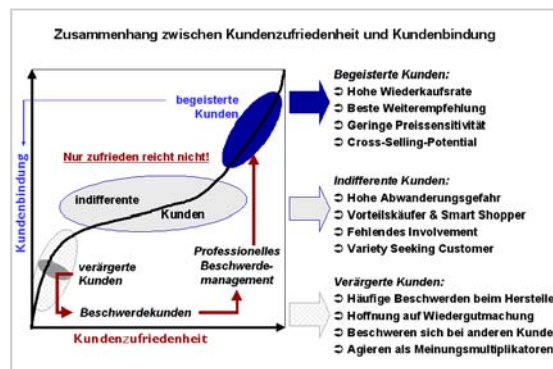 Zusammenhang zwischen Kundenzufriedenheit und Kundenbindung
Kundenbindung
begeisterte
Kunden
Nur zufrieden reicht nicht!
indifferente
Kunden
verärgerte
Kunden
Professionelles
Beschwerde-
management
Beschwerdekunden
Kundenzufriedenheit
Begeisterte Kunden:
➲ Hohe Wiederkaufsrate
➲ Beste Weiterempfehlung
➲ Geringe Preissensitivität
➲ Cross-Selling-Potential
Indifferente Kunden:
➲ Hohe Abwanderungsgefahr
➲ Vorteilskäufer & Smart Shopper
➲ Fehlendes Involvement
➲ Variety Seeking Customer
Verärgerte Kunden:
➲ Häufige Beschwerden beim Herstelle
➲ Hoffnung auf Wiedergutmachung
➲ Beschweren sich bei anderen Kunde
➲ Agieren als Meinungsmultiplikatoren